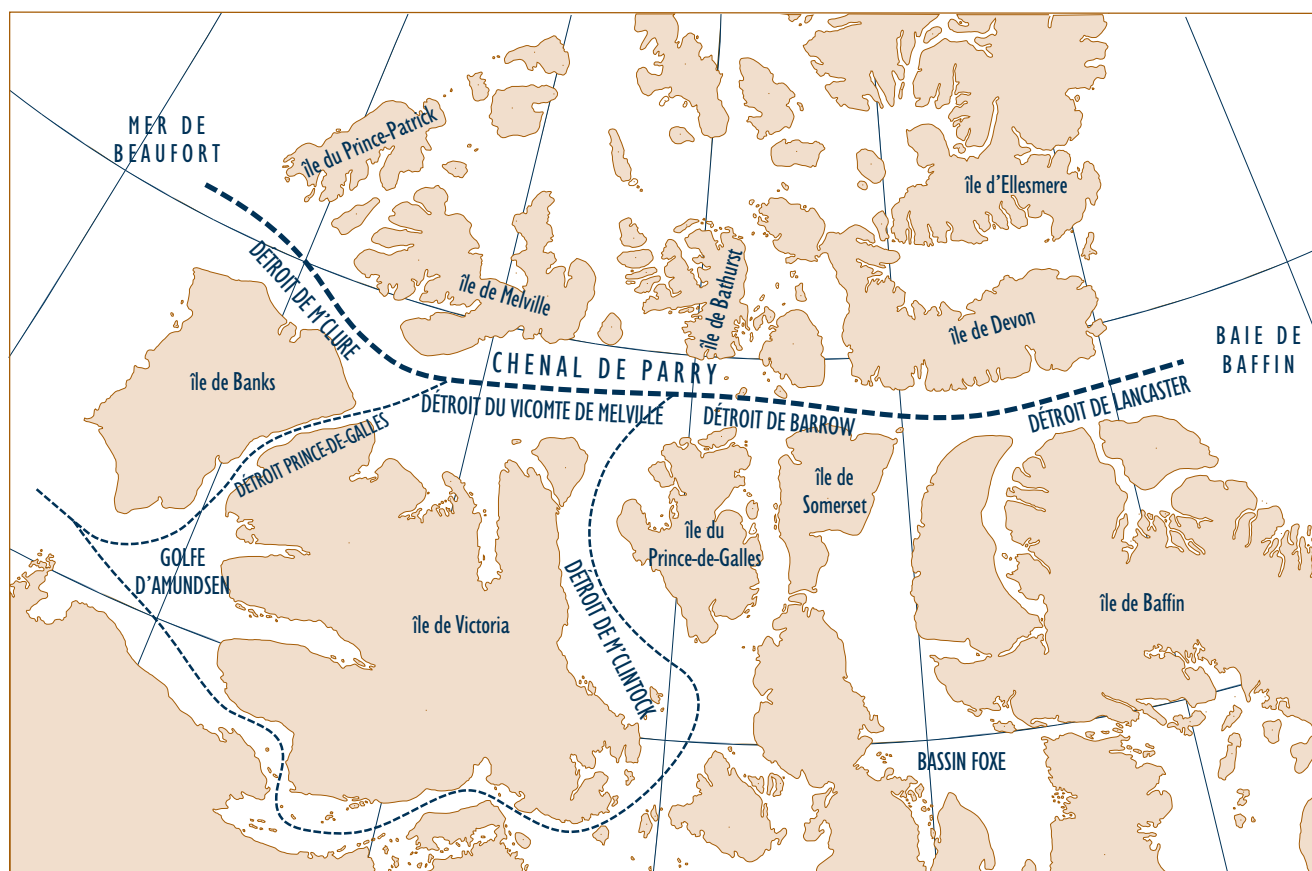 MER DE
BEAUFORT
île du Prince-Patrick
île d'Ellesmere
DÉTROIT DE M'CLURE
île de Melville
île de Bathurst
île de Devon
BAIE DE
BAFFIN
île de Banks
CHENAL DE PARRY
DÉTROIT DU VICOMTE DE MELVILLE
DÉTROIT DE BARROW
DÉTROIT DE LANCASTER
DÉTROIT PRINCE-DE-GALLES
île de
Somerset
île du
Prince-de-Galles
GOLFE
D'AMUNDSEN
DÉTROIT DE M'CLINTOCK
île de Victoria
île de Baffin
BASSIN FOXE